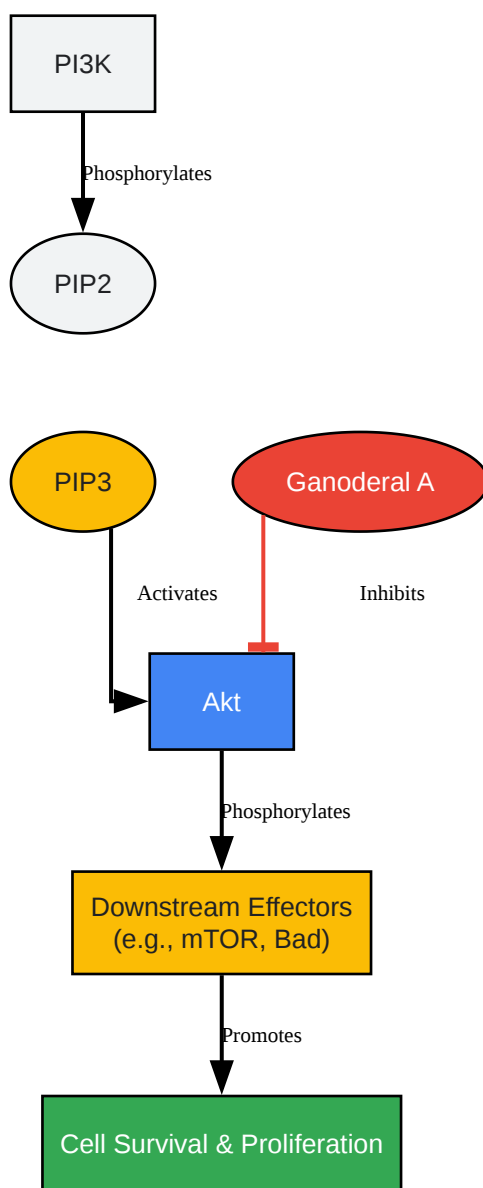 PI3K
Phosphorylates
PIP2
PIP3
Ganoderal A
Activates
Inhibits
Akt
Phosphorylates
Downstream Effectors
(e.g., mTOR, Bad)
Promotes
Cell Survival & Proliferation